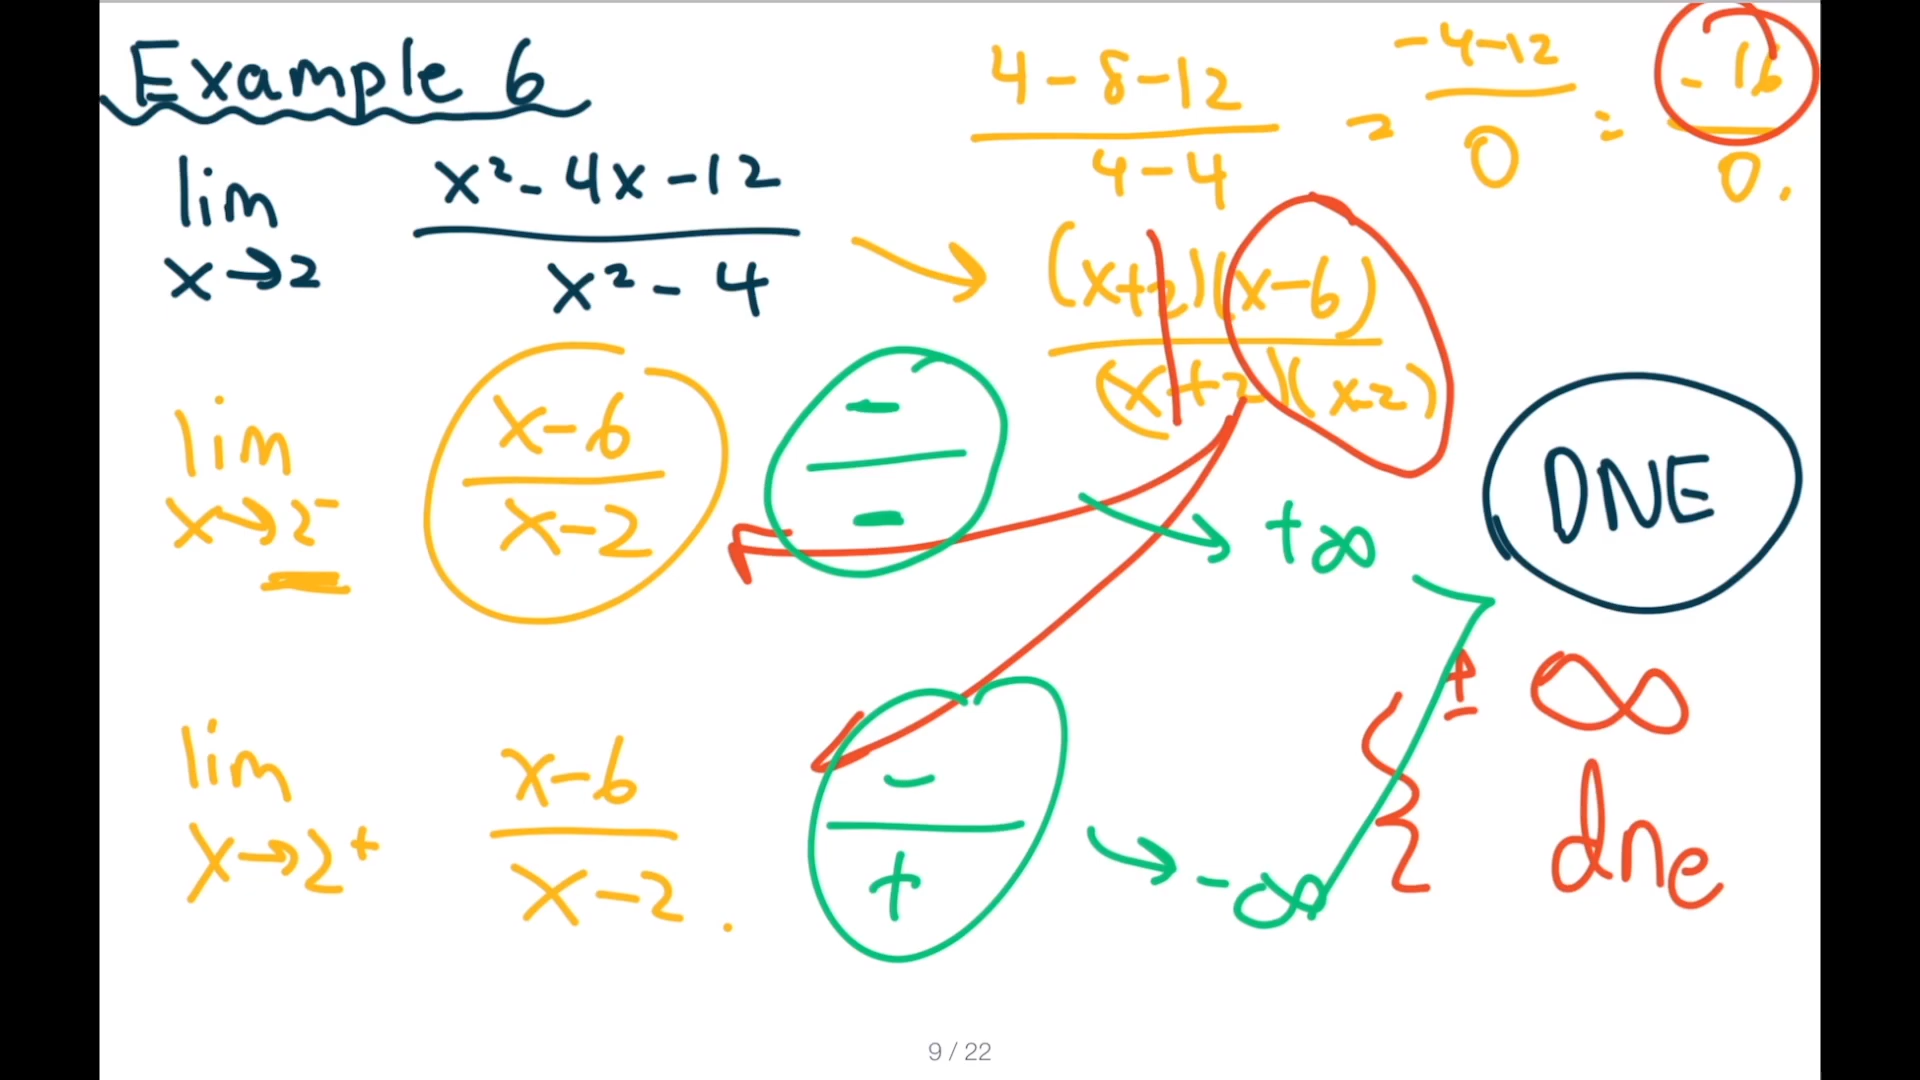 Example 6
lim x→2 x²-4x-12 / x²-4
4-8-12 / 4-4 = -4-12 / 0 = -16 / 0.
→ (x+2)(x-6) / (x+2)(x-2)
lim x→2⁻ x-6 / x-2
- / -
→ +∞
DNE
± ∞
dne
lim x→2⁺ x-6 / x-2.
- / +
→ -∞
9 / 22